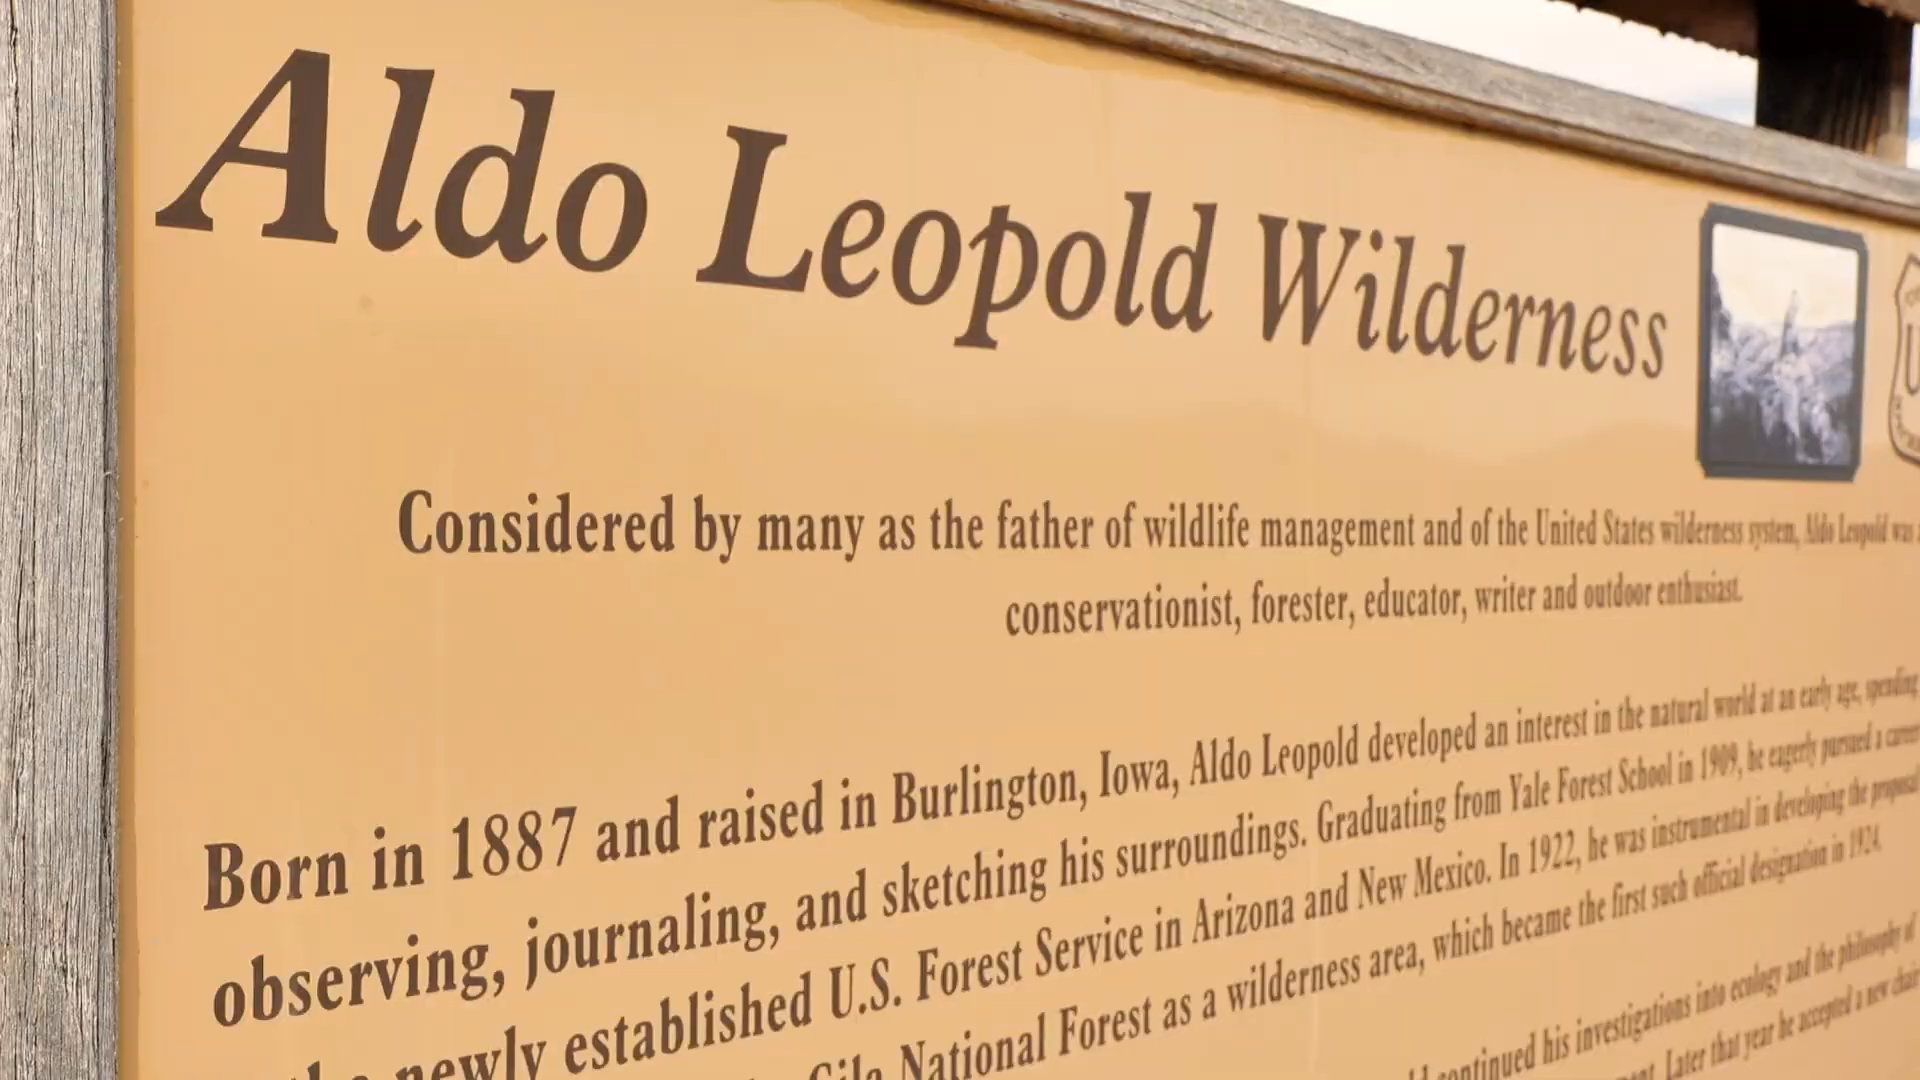 Aldo Leopold Wilderness
U
Considered by many as the father of wildlife management and of the United States wilderness system, Aldo Leopold was
conservationist, forester, educator, writer and outdoor enthusiast.
Born in 1887 and raised in Burlington, Iowa, Aldo Leopold developed an interest in the natural world at an early age, spending
observing, journaling, and sketching his surroundings. Graduating from Yale Forest School in 1909, he eagerly pursued a career
newly established U.S. Forest Service in Arizona and New Mexico. In 1922, he was instrumental in developing the proposal
Gila National Forest as a wilderness area, which became the first such official designation in 1924.
continued his investigations into ecology and the philosophy of
Later that year he accepted a new chair